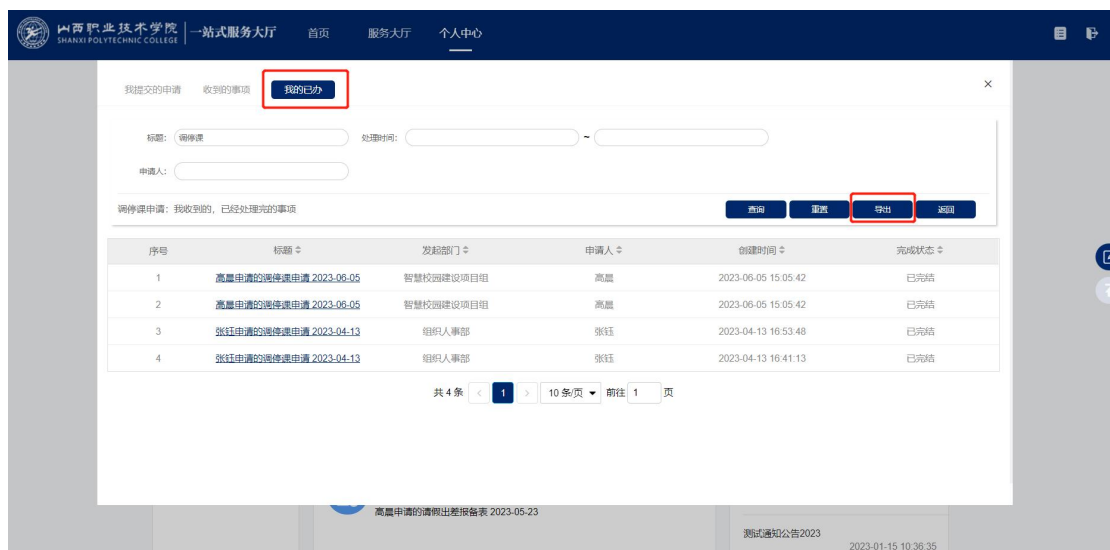 山西职业技术学院 一站式服务大厅 首页 服务大厅 个人中心
SHANXI POLYTECHNIC COLLEGE
我提交的申请 收到的事项 我的已办 ×
标题: 调停课 处理时间: ~
申请人:
调停课申请: 我收到的, 已经处理完的事项 查询 重置 导出 返回
序号 标题 发起部门 申请人 创建时间 完成状态
1 高晨申请的调停课申请 2023-06-05 智慧校园建设项目组 高晨 2023-06-05 15:05:42 已完结
2 高晨申请的调停课申请 2023-06-05 智慧校园建设项目组 高晨 2023-06-05 15:05:42 已完结
3 张钰申请的调停课申请 2023-04-13 组织人事部 张钰 2023-04-13 16:53:48 已完结
4 张钰申请的调停课申请 2023-04-13 组织人事部 张钰 2023-04-13 16:41:13 已完结
共 4 条 < 1 > 10 条/页 前往 1 页
高晨申请的请假出差报备表 2023-05-23
测试通知公告2023
2023-01-15 10:36:35